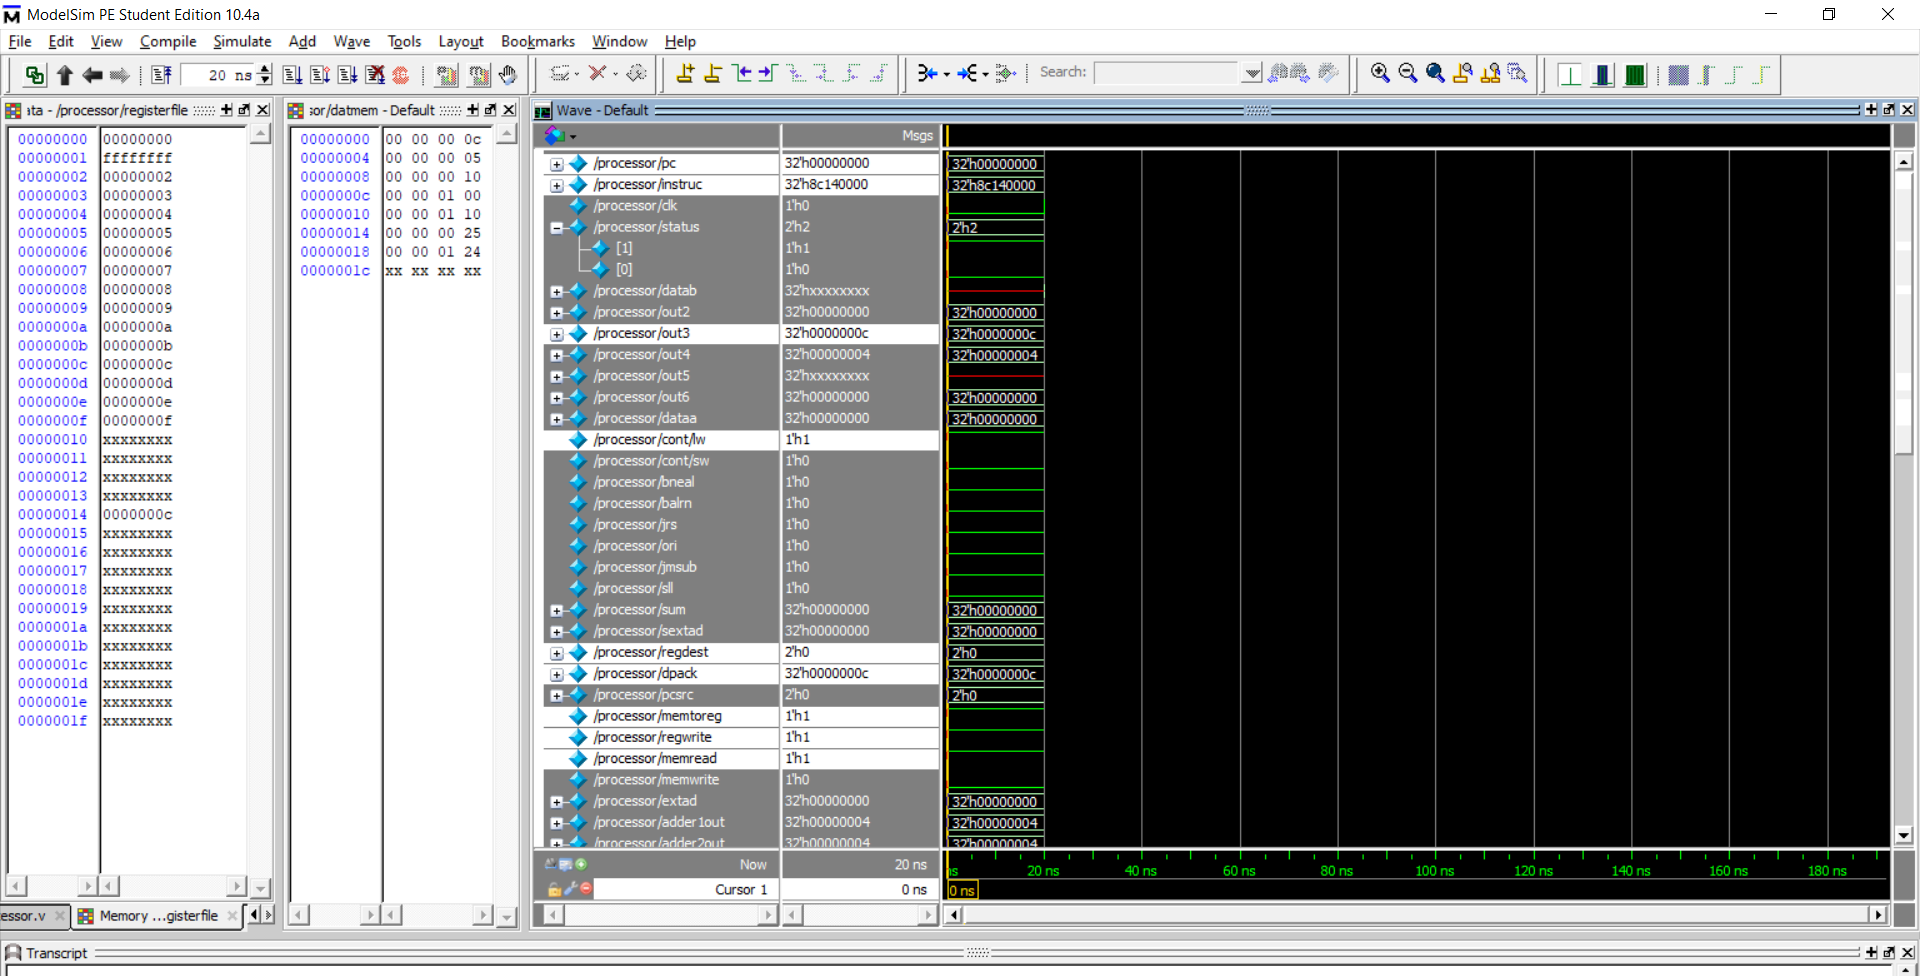 ModelSim PE Student Edition 10.4a
File Edit View Compile Simulate Add Wave Tools Layout Bookmarks Window Help
20 ns
Search:
ata - /processor/registerfile
00000000 00000000
00000001 ffffffff
00000002 00000002
00000003 00000003
00000004 00000004
00000005 00000005
00000006 00000006
00000007 00000007
00000008 00000008
00000009 00000009
0000000a 0000000a
0000000b 0000000b
0000000c 0000000c
0000000d 0000000d
0000000e 0000000e
0000000f 0000000f
00000010 xxxxxxxx
00000011 xxxxxxxx
00000012 xxxxxxxx
00000013 xxxxxxxx
00000014 0000000c
00000015 xxxxxxxx
00000016 xxxxxxxx
00000017 xxxxxxxx
00000018 xxxxxxxx
00000019 xxxxxxxx
0000001a xxxxxxxx
0000001b xxxxxxxx
0000001c xxxxxxxx
0000001d xxxxxxxx
0000001e xxxxxxxx
0000001f xxxxxxxx
essor.v
Memory ...gisterfile
sor/datmem - Default
00000000 00 00 00 0c
00000004 00 00 00 05
00000008 00 00 00 10
0000000c 00 00 01 00
00000010 00 00 01 10
00000014 00 00 00 25
00000018 00 00 01 24
0000001c xx xx xx xx
Wave - Default
Msgs
/processor/pc 32'h00000000 32'h00000000
/processor/instruc 32'h8c140000 32'h8c140000
/processor/clk 1'h0
/processor/status 2'h2 2'h2
[1] 1'h1
[0] 1'h0
/processor/datab 32'hxxxxxxxx
/processor/out2 32'h00000000 32'h00000000
/processor/out3 32'h0000000c 32'h0000000c
/processor/out4 32'h00000004 32'h00000004
/processor/out5 32'hxxxxxxxx
/processor/out6 32'h00000000 32'h00000000
/processor/dataa 32'h00000000 32'h00000000
/processor/cont/lw 1'h1
/processor/cont/sw 1'h0
/processor/bneal 1'h0
/processor/balrn 1'h0
/processor/jrs 1'h0
/processor/ori 1'h0
/processor/jmsub 1'h0
/processor/sll 1'h0
/processor/sum 32'h00000000 32'h00000000
/processor/sextad 32'h00000000 32'h00000000
/processor/regdest 2'h0 2'h0
/processor/dpack 32'h0000000c 32'h0000000c
/processor/pcsrc 2'h0 2'h0
/processor/memtoreg 1'h1
/processor/regwrite 1'h1
/processor/memread 1'h1
/processor/memwrite 1'h0
/processor/extad 32'h00000000 32'h00000000
/processor/adder1out 32'h00000004 32'h00000004
/processor/adder2out 32'h00000004 32'h00000004
Now 20 ns
ns 20 ns 40 ns 60 ns 80 ns 100 ns 120 ns 140 ns 160 ns 180 ns
Cursor 1 0 ns
0 ns
Transcript